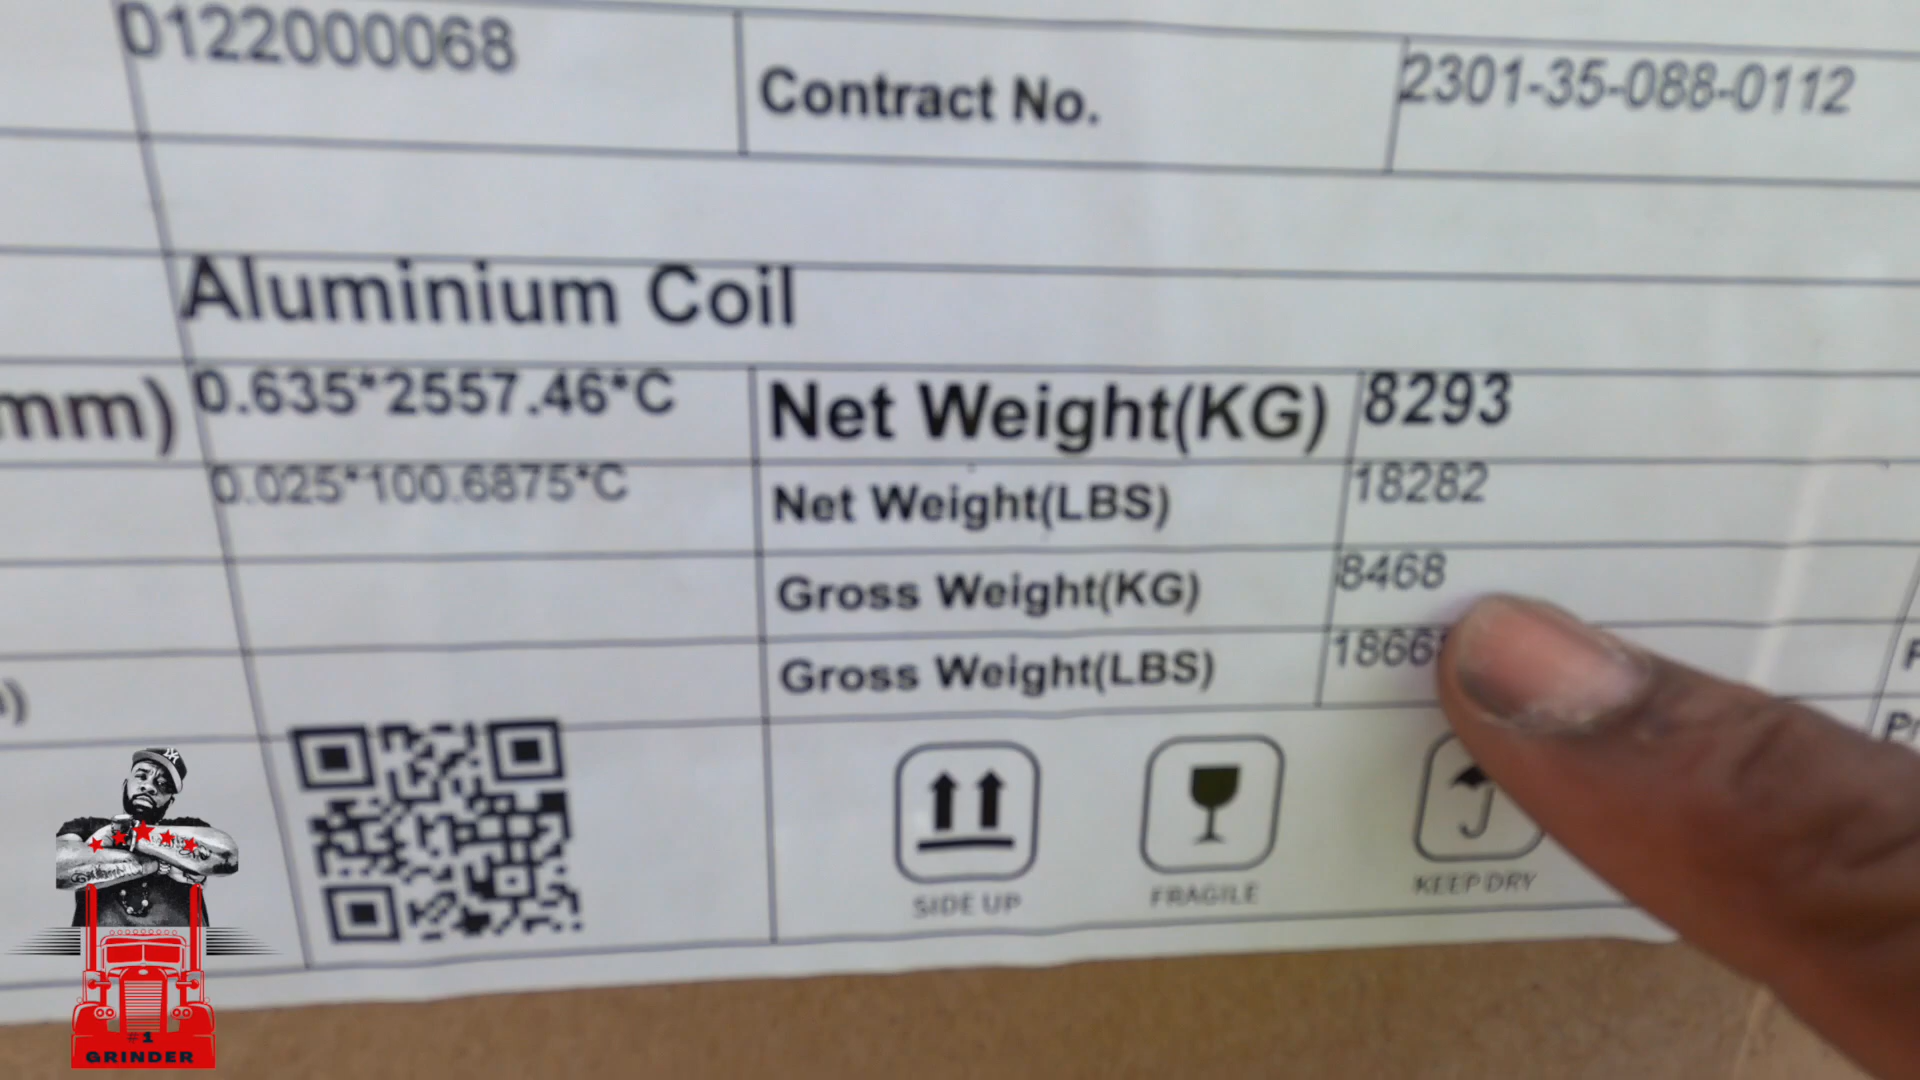 0122000068
Contract No.
2301-35-088-0112
Aluminium Coil
mm)
0.635*2557.46*C
Net Weight(KG)
8293
0.025*100.6875*C
Net Weight(LBS)
18282
Gross Weight(KG)
8468
Gross Weight(LBS)
SIDE UP
FRAGILE
KEEP DRY
#1
GRINDER